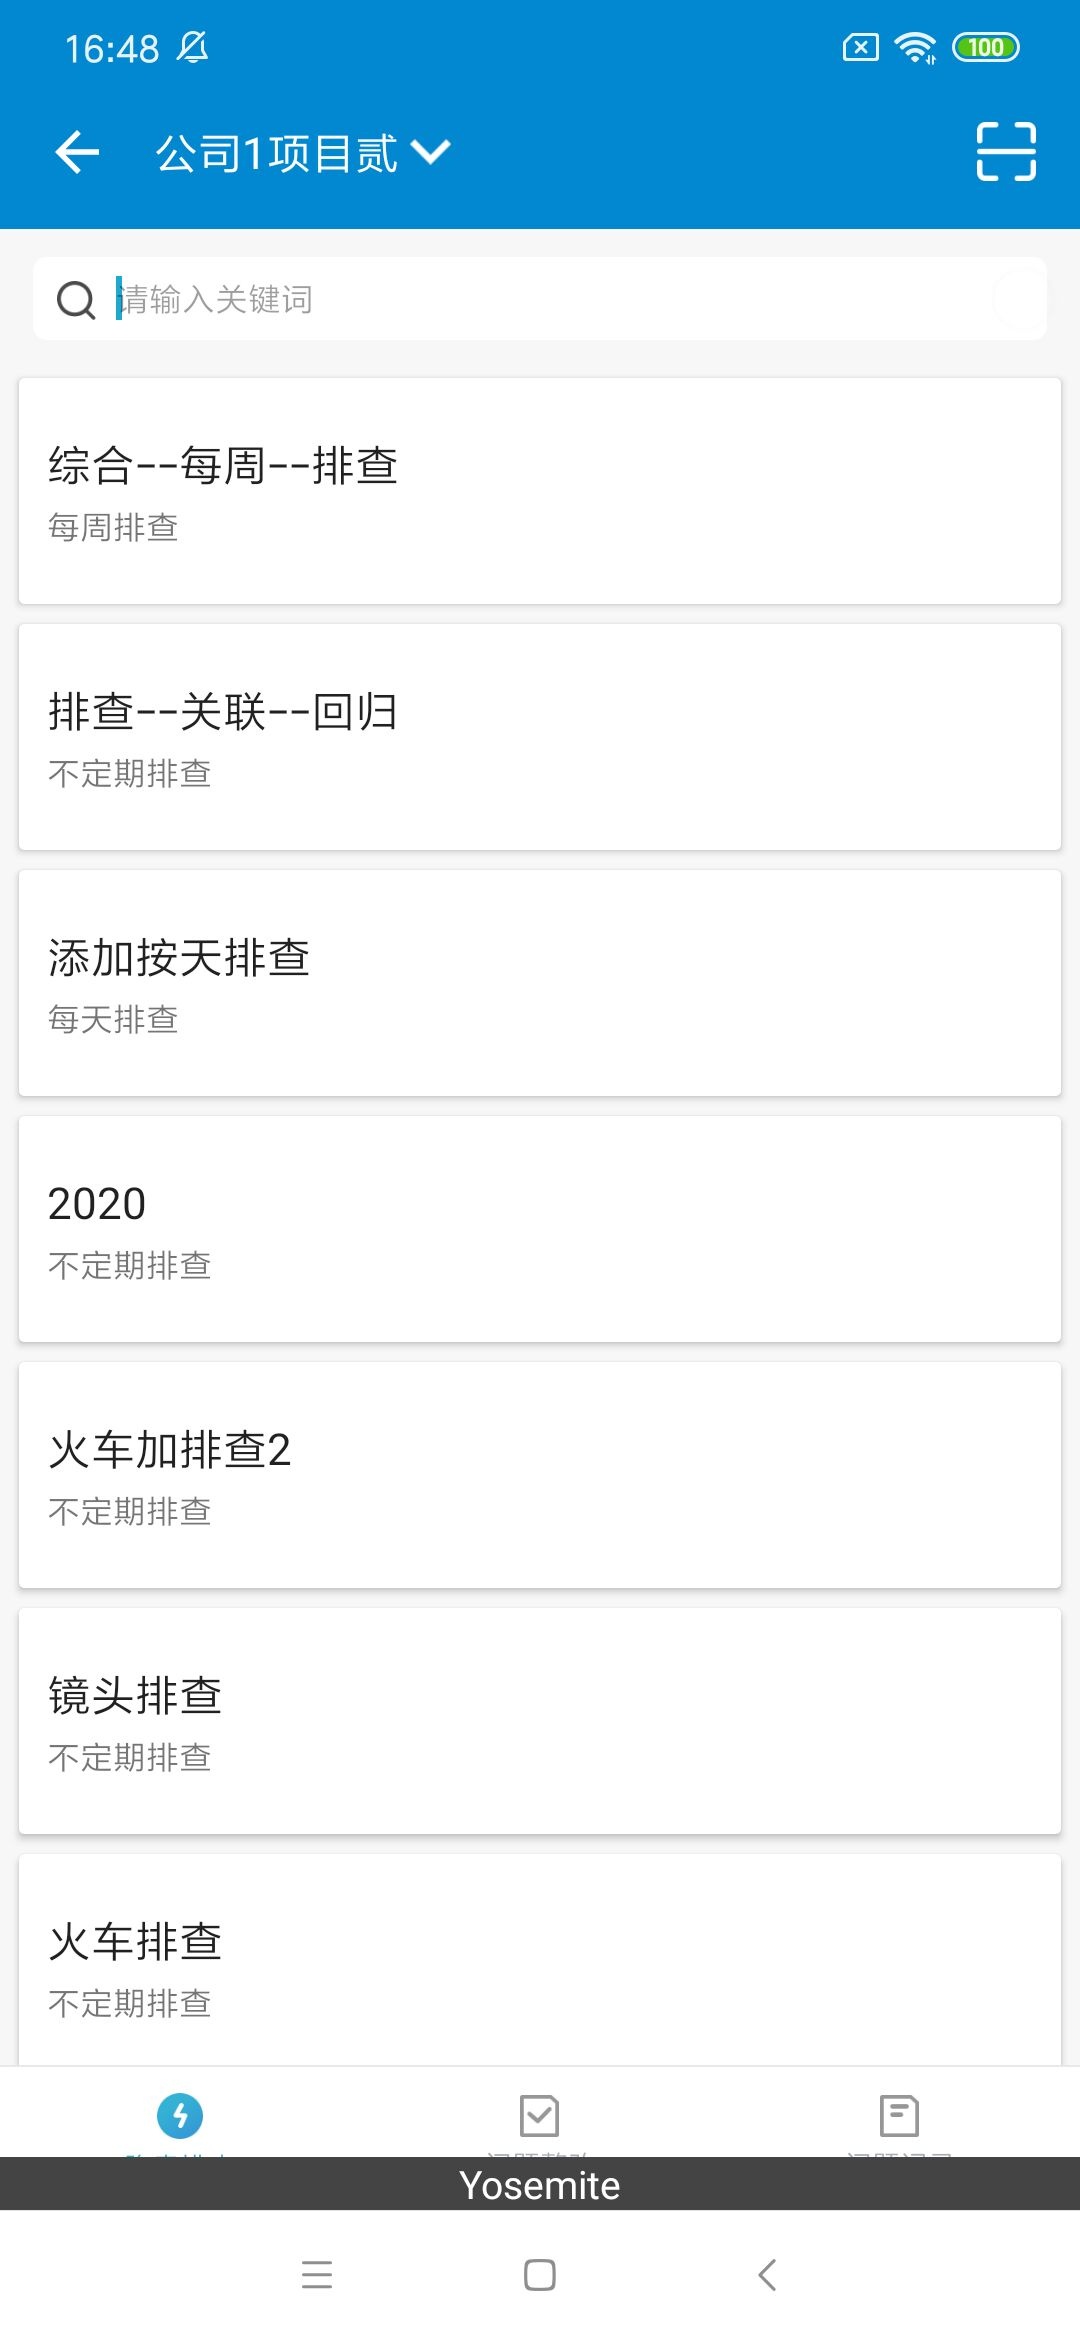 16:48
100
公司1项目贰
请输入关键词
综合--每周--排查
每周排查
排查--关联--回归
不定期排查
添加按天排查
每天排查
2020
不定期排查
火车加排查2
不定期排查
镜头排查
不定期排查
火车排查
不定期排查
Yosemite